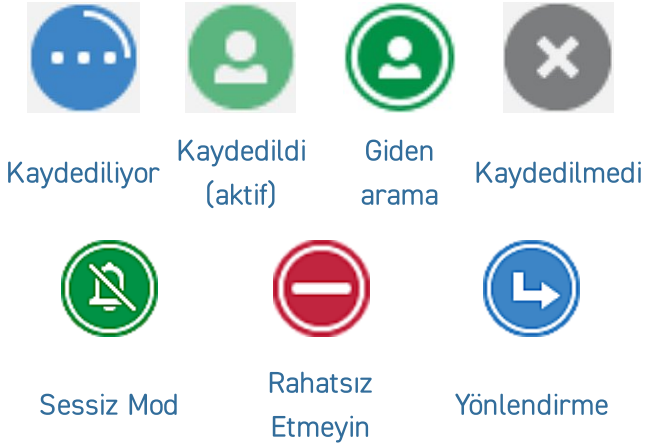 Kaydediliyor
Kaydedildi
(aktif)
Giden
arama
Kaydedilmedi
Sessiz Mod
Rahatsız
Etmeyin
Yönlendirme